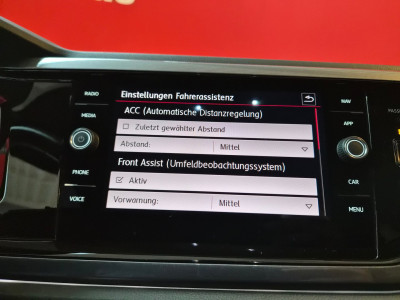 RADIO
MEDIA
PHONE
VOICE
Einstellungen Fahrerassistenz
ACC (Automatische Distanzregelung)
Zuletzt gewählter Abstand
Abstand: Mittel
Front Assist (Umfeldbeobachtungssystem)
Aktiv
Vorwarnung: Mittel
NAV
APP
CAR
MENU